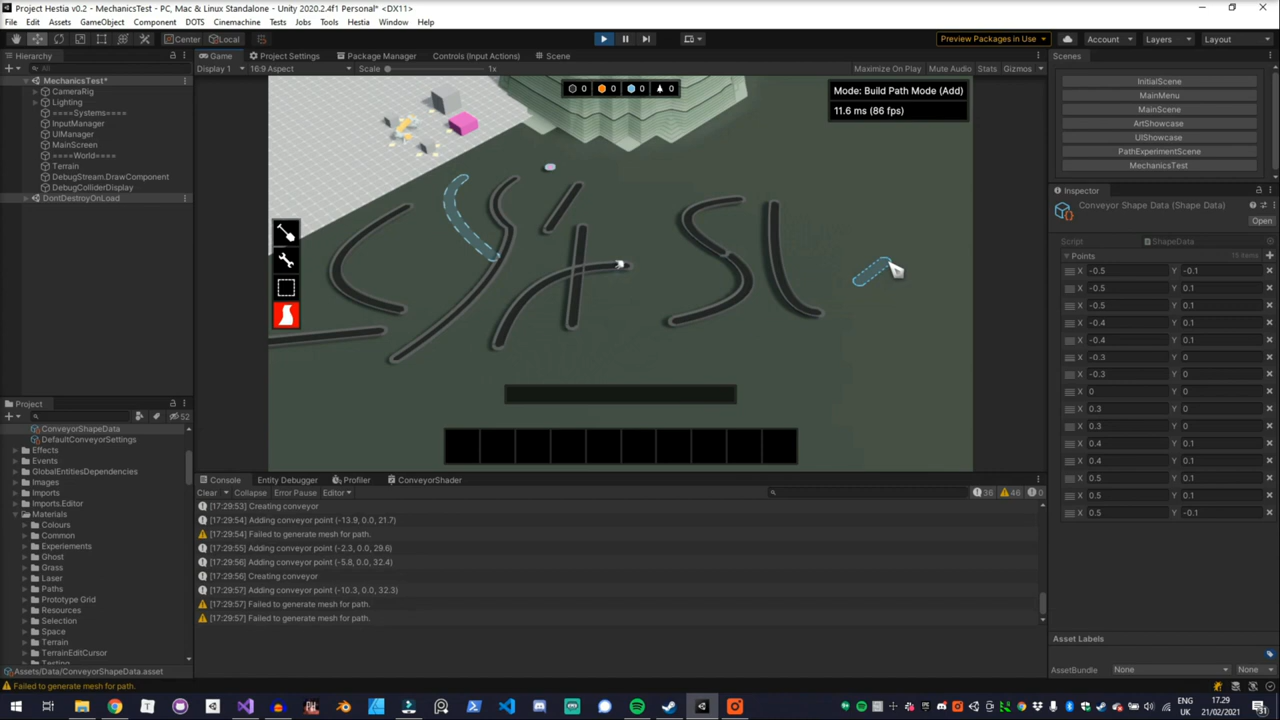 Project Hestia v0.2 - MechanicsTest - PC, Mac & Linux Standalone - Unity 2020.2.4f1 Personal* <DX11>
File Edit Assets GameObject Component DOTS Cinemachine Tests Jobs Tools Hestia Window Help
Center Local Preview Packages in Use Account Layers Layout
Hierarchy
All
MechanicsTest*
CameraRig
Lighting
====Systems====
InputManager
UIManager
MainScreen
====World====
Terrain
DebugStream.DrawComponent
DebugColliderDisplay
DontDestroyOnLoad
Project
52
ConveyorShapeData
DefaultConveyorSettings
Effects
Events
GlobalEntitiesDependencies
Images
Imports
Imports.Editor
Materials
Colours
Common
Experiements
Ghost
Grass
Laser
Paths
Prototype Grid
Resources
Selection
Space
Terrain
TerrainEditCursor
Testing
Assets/Data/ConveyorShapeData.asset
Failed to generate mesh for path.
Game Project Settings Package Manager Controls (Input Actions) Scene
Display 1 16:9 Aspect Scale 1x Maximize On Play Mute Audio Stats Gizmos
0 0 0 0
Mode: Build Path Mode (Add)
11.6 ms (86 fps)
Console Entity Debugger Profiler ConveyorShader
Clear Collapse Error Pause Editor 36 46 0
[17:29:53] Creating conveyor
[17:29:54] Adding conveyor point (-13.9, 0.0, 21.7)
[17:29:54] Failed to generate mesh for path.
[17:29:55] Adding conveyor point (-2.3, 0.0, 29.6)
[17:29:56] Adding conveyor point (-5.8, 0.0, 32.4)
[17:29:56] Creating conveyor
[17:29:57] Adding conveyor point (-10.3, 0.0, 32.3)
[17:29:57] Failed to generate mesh for path.
[17:29:57] Failed to generate mesh for path.
Scenes
InitialScene
MainMenu
MainScene
ArtShowcase
UIShowcase
PathExperimentScene
MechanicsTest
Inspector
Conveyor Shape Data (Shape Data)
Open
Script ShapeData
Points 15 items
X -0.5 Y -0.1
X -0.5 Y 0.1
X -0.5 Y 0.1
X -0.4 Y 0.1
X -0.4 Y 0.1
X -0.3 Y 0
X -0.3 Y 0
X 0 Y 0
X 0.3 Y 0
X 0.3 Y 0
X 0.4 Y 0.1
X 0.4 Y 0.1
X 0.5 Y 0.1
X 0.5 Y 0.1
X 0.5 Y -0.1
Asset Labels
AssetBundle None None
ENG
UK
17:29
21/02/2021
31